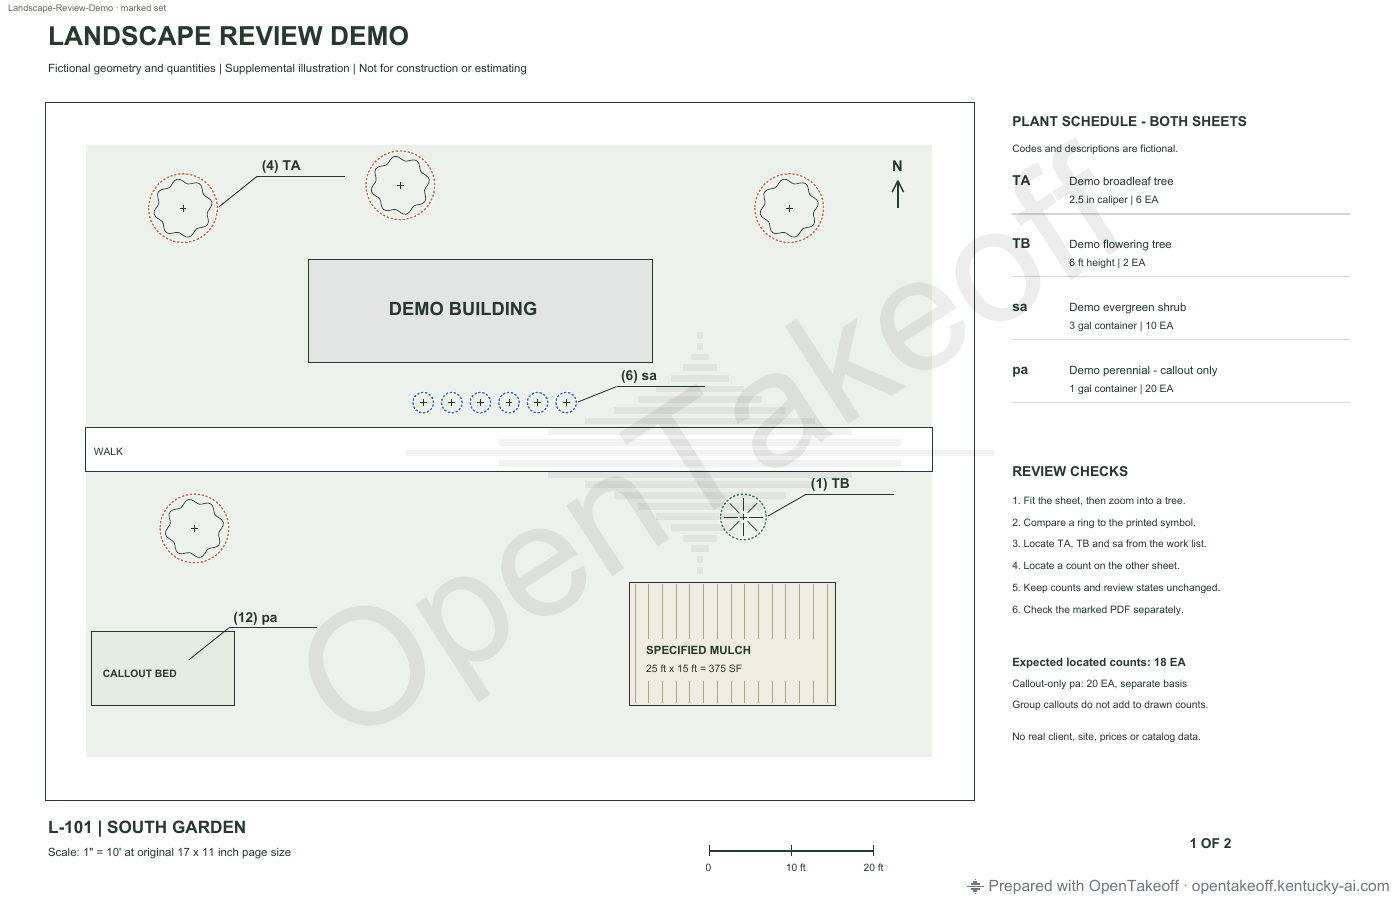 Landscape-Review-Demo · marked set
LANDSCAPE REVIEW DEMO
Fictional geometry and quantities | Supplemental illustration | Not for construction or estimating
(4) TA
N
DEMO BUILDING
(6) sa
WALK
(1) TB
(12) pa
CALLOUT BED
SPECIFIED MULCH
25 ft x 15 ft = 375 SF
OpenTakeoff
PLANT SCHEDULE - BOTH SHEETS
Codes and descriptions are fictional.
TA Demo broadleaf tree
2.5 in caliper | 6 EA
TB Demo flowering tree
6 ft height | 2 EA
sa Demo evergreen shrub
3 gal container | 10 EA
pa Demo perennial - callout only
1 gal container | 20 EA
REVIEW CHECKS
1. Fit the sheet, then zoom into a tree.
2. Compare a ring to the printed symbol.
3. Locate TA, TB and sa from the work list.
4. Locate a count on the other sheet.
5. Keep counts and review states unchanged.
6. Check the marked PDF separately.
Expected located counts: 18 EA
Callout-only pa: 20 EA, separate basis
Group callouts do not add to drawn counts.
No real client, site, prices or catalog data.
L-101 | SOUTH GARDEN
Scale: 1" = 10' at original 17 x 11 inch page size
0 10 ft 20 ft
1 OF 2
Prepared with OpenTakeoff · opentakeoff.kentucky-ai.com